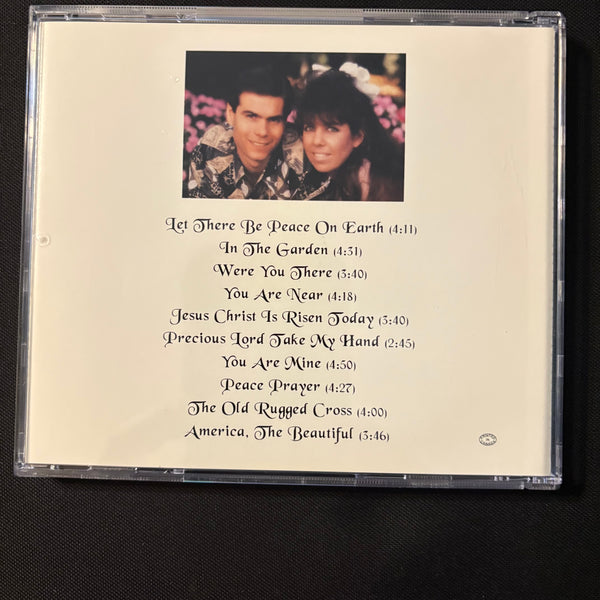 Let There Be Peace On Earth (4:11)
In The Garden (4:31)
Were You There (3:40)
You Are Near (4:18)
Jesus Christ Is Risen Today (3:40)
Precious Lord Take My Hand (2:45)
You Are Mine (4:50)
Peace Prayer (4:27)
The Old Rugged Cross (4:00)
America, The Beautiful (3:46)